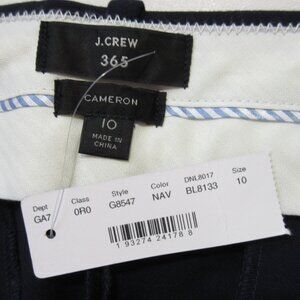 J.CREW
365
CAMERON
10
MADE IN
CHINA
Dept Class Style Color DNL8017 Size
GA7 0R0 G8547 NAV BL8133 10
1 93274 24178 8